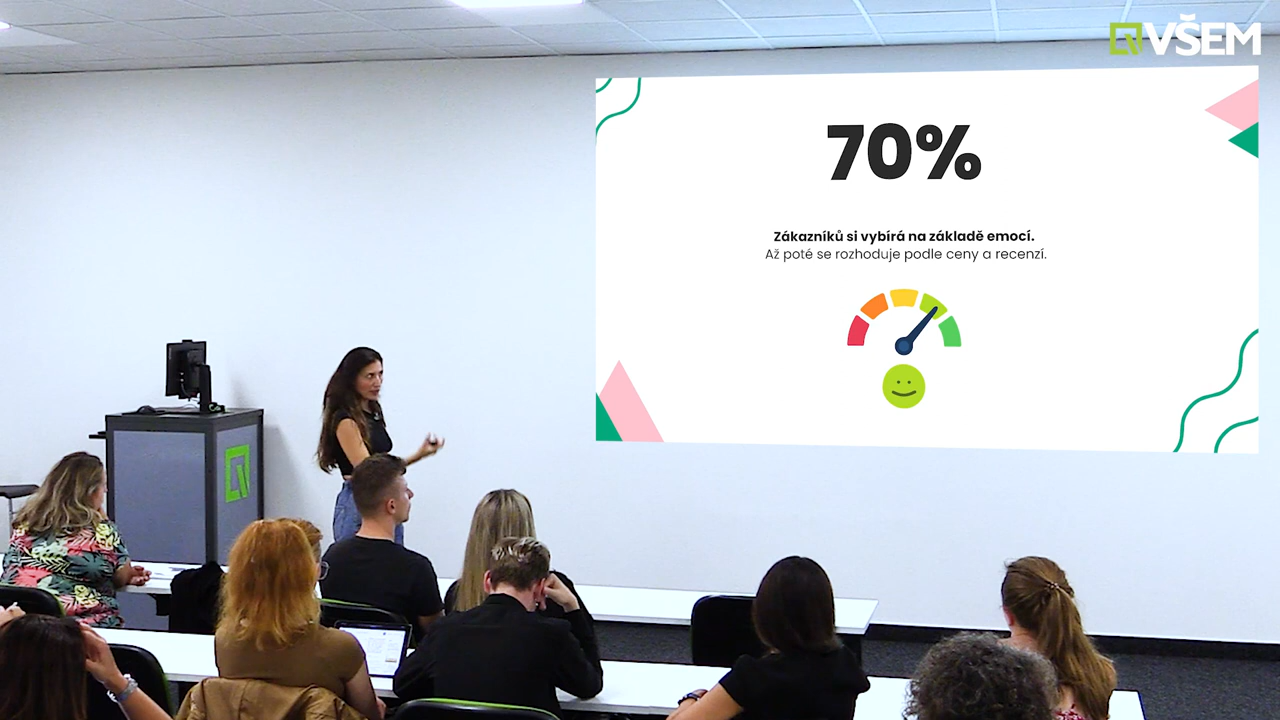 VŠEM
70%
Zákazníků si vybírá na základě emocí.
Až poté se rozhoduje podle ceny a recenzí.